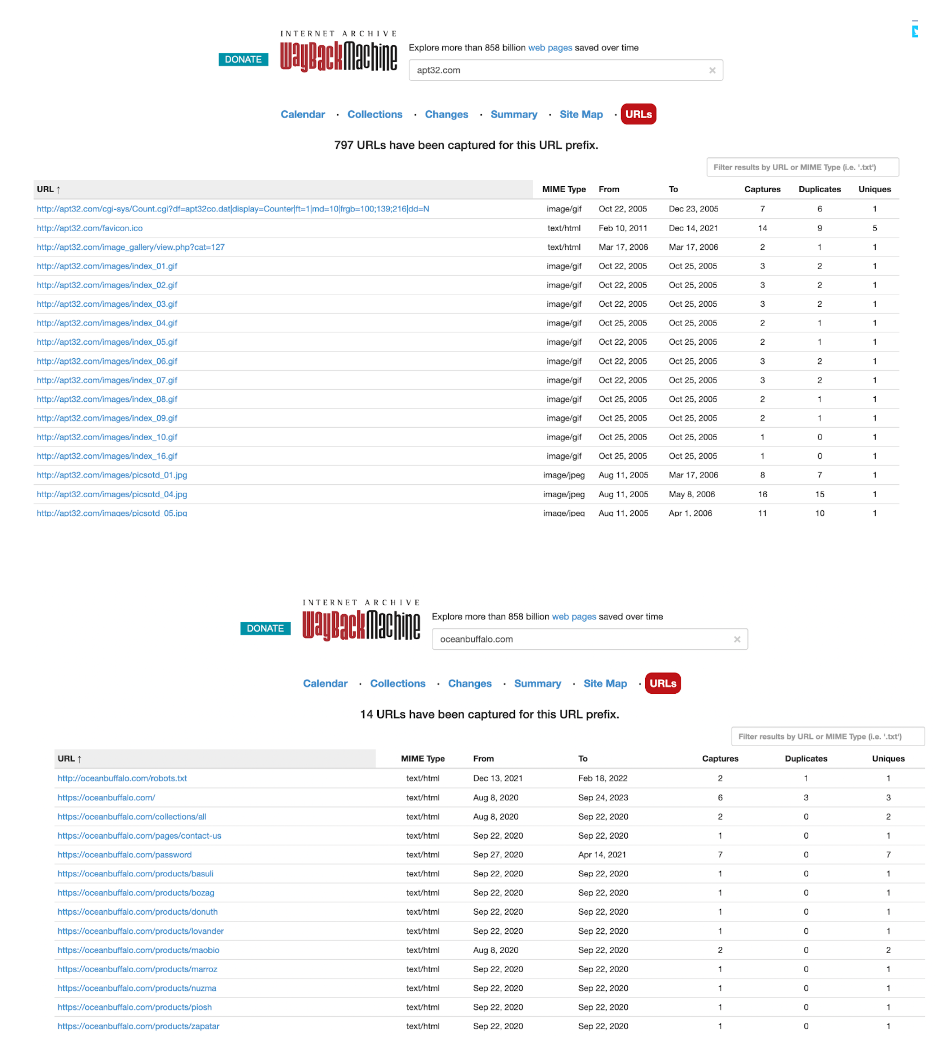 INTERNET ARCHIVE
DONATE
WayBackMachine
Explore more than 858 billion web pages saved over time
apt32.com ×
Calendar · Collections · Changes · Summary · Site Map · URLs
797 URLs have been captured for this URL prefix.
Filter results by URL or MIME Type (i.e. '.txt')
URL ↑ MIME Type From To Captures Duplicates Uniques
http://apt32.com/cgi-sys/Count.cgi?df=apt32co.dat|display=Counter|ft=1|md=10|frgb=100;139;216|dd=N image/gif Oct 22, 2005 Dec 23, 2005 7 6 1
http://apt32.com/favicon.ico text/html Feb 10, 2011 Dec 14, 2021 14 9 5
http://apt32.com/image_gallery/view.php?cat=127 text/html Mar 17, 2006 Mar 17, 2006 2 1 1
http://apt32.com/images/index_01.gif image/gif Oct 22, 2005 Oct 25, 2005 3 2 1
http://apt32.com/images/index_02.gif image/gif Oct 22, 2005 Oct 25, 2005 3 2 1
http://apt32.com/images/index_03.gif image/gif Oct 22, 2005 Oct 25, 2005 3 2 1
http://apt32.com/images/index_04.gif image/gif Oct 25, 2005 Oct 25, 2005 2 1 1
http://apt32.com/images/index_05.gif image/gif Oct 22, 2005 Oct 25, 2005 2 1 1
http://apt32.com/images/index_06.gif image/gif Oct 22, 2005 Oct 25, 2005 3 2 1
http://apt32.com/images/index_07.gif image/gif Oct 22, 2005 Oct 25, 2005 3 2 1
http://apt32.com/images/index_08.gif image/gif Oct 25, 2005 Oct 25, 2005 2 1 1
http://apt32.com/images/index_09.gif image/gif Oct 25, 2005 Oct 25, 2005 2 1 1
http://apt32.com/images/index_10.gif image/gif Oct 25, 2005 Oct 25, 2005 1 0 1
http://apt32.com/images/index_16.gif image/gif Oct 25, 2005 Oct 25, 2005 1 0 1
http://apt32.com/images/picsotd_01.jpg image/jpeg Aug 11, 2005 Mar 17, 2006 8 7 1
http://apt32.com/images/picsotd_04.jpg image/jpeg Aug 11, 2005 May 8, 2006 16 15 1
http://apt32.com/images/picsotd_05.jpg image/jpeg Aug 11, 2005 Apr 1, 2006 11 10 1
INTERNET ARCHIVE
DONATE
WayBackMachine
Explore more than 858 billion web pages saved over time
oceanbuffalo.com ×
Calendar · Collections · Changes · Summary · Site Map · URLs
14 URLs have been captured for this URL prefix.
Filter results by URL or MIME Type (i.e. '.txt')
URL ↑ MIME Type From To Captures Duplicates Uniques
http://oceanbuffalo.com/robots.txt text/html Dec 13, 2021 Feb 18, 2022 2 1 1
https://oceanbuffalo.com/ text/html Aug 8, 2020 Sep 24, 2023 6 3 3
https://oceanbuffalo.com/collections/all text/html Aug 8, 2020 Sep 22, 2020 2 0 2
https://oceanbuffalo.com/pages/contact-us text/html Sep 22, 2020 Sep 22, 2020 1 0 1
https://oceanbuffalo.com/password text/html Sep 27, 2020 Apr 14, 2021 7 0 7
https://oceanbuffalo.com/products/basuli text/html Sep 22, 2020 Sep 22, 2020 1 0 1
https://oceanbuffalo.com/products/bozag text/html Sep 22, 2020 Sep 22, 2020 1 0 1
https://oceanbuffalo.com/products/donuth text/html Sep 22, 2020 Sep 22, 2020 1 0 1
https://oceanbuffalo.com/products/lovander text/html Sep 22, 2020 Sep 22, 2020 1 0 1
https://oceanbuffalo.com/products/maobio text/html Aug 8, 2020 Sep 22, 2020 2 0 2
https://oceanbuffalo.com/products/marroz text/html Sep 22, 2020 Sep 22, 2020 1 0 1
https://oceanbuffalo.com/products/nuzma text/html Sep 22, 2020 Sep 22, 2020 1 0 1
https://oceanbuffalo.com/products/piosh text/html Sep 22, 2020 Sep 22, 2020 1 0 1
https://oceanbuffalo.com/products/zapatar text/html Sep 22, 2020 Sep 22, 2020 1 0 1